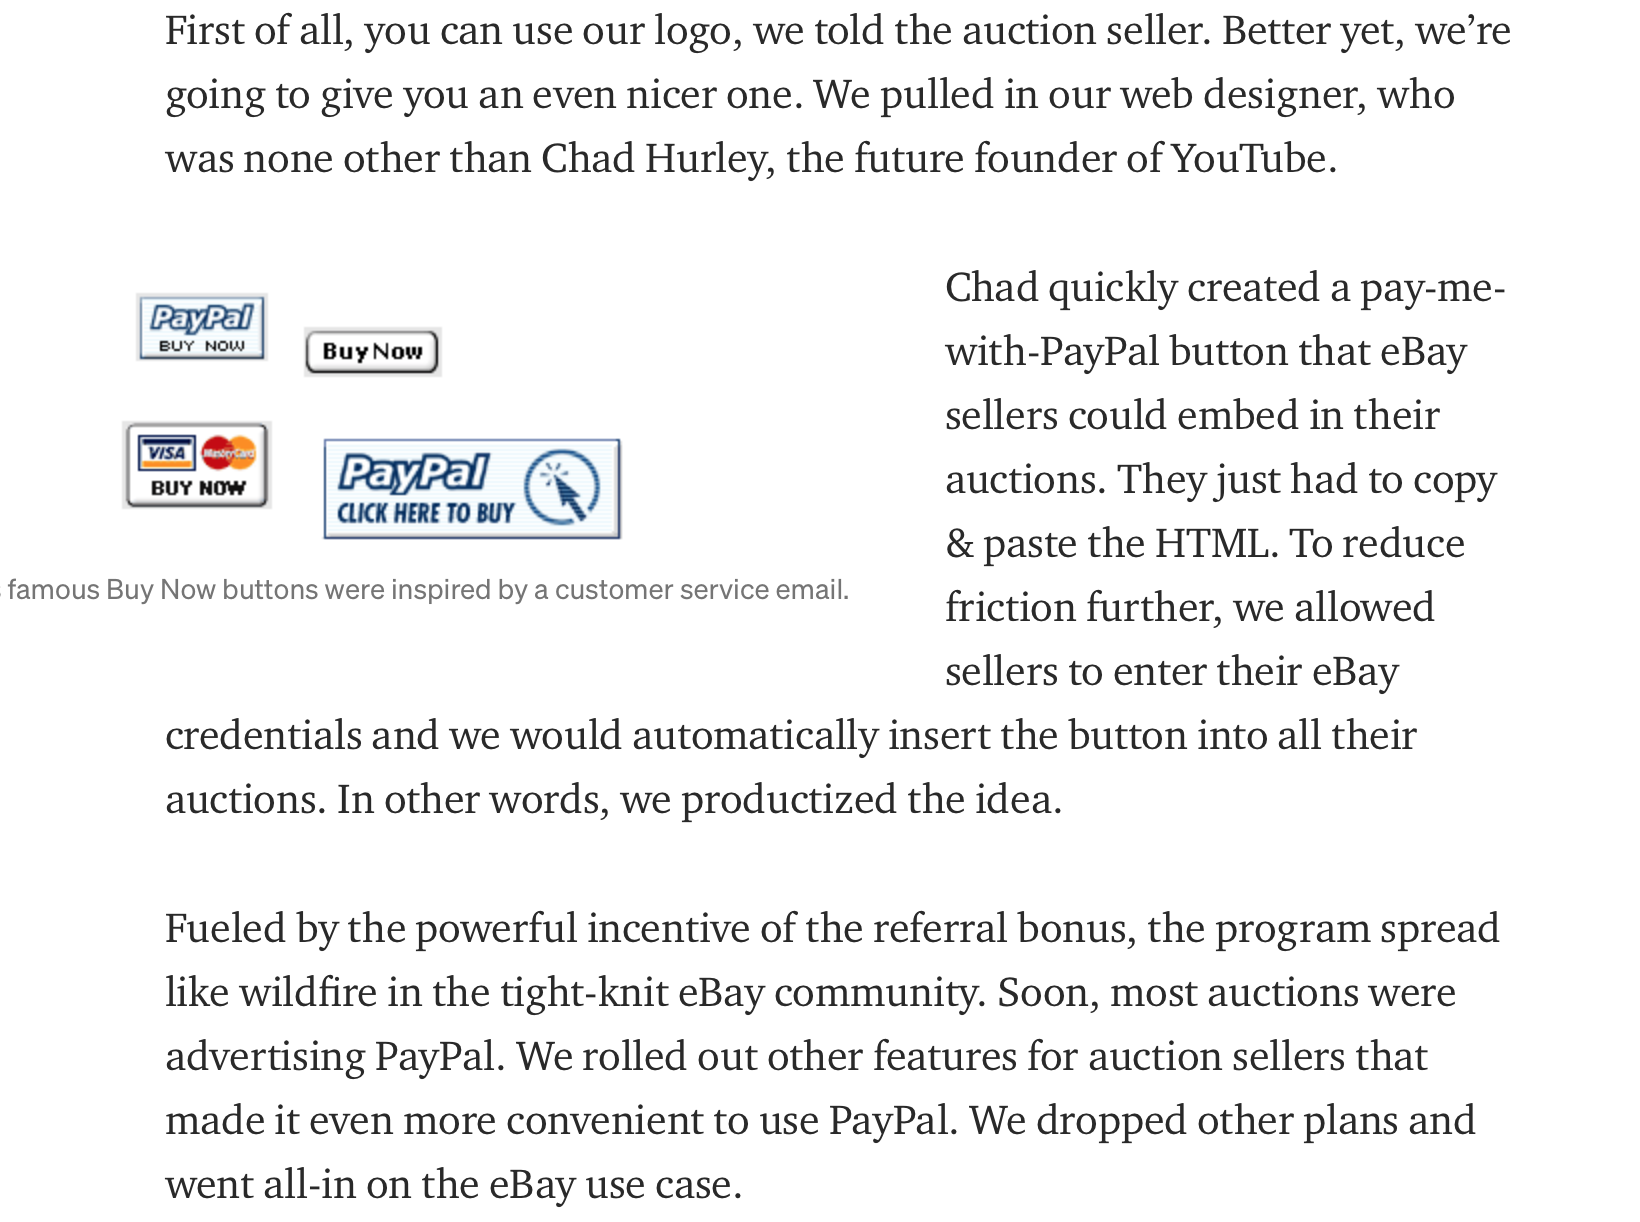 First of all, you can use our logo, we told the auction seller. Better yet, we’re
going to give you an even nicer one. We pulled in our web designer, who
was none other than Chad Hurley, the future founder of YouTube.
PayPal
BUY NOW
Buy Now
VISA MasterCard
BUY NOW
PayPal
CLICK HERE TO BUY
famous Buy Now buttons were inspired by a customer service email.
Chad quickly created a pay-me-
with-PayPal button that eBay
sellers could embed in their
auctions. They just had to copy
& paste the HTML. To reduce
friction further, we allowed
sellers to enter their eBay
credentials and we would automatically insert the button into all their
auctions. In other words, we productized the idea.
Fueled by the powerful incentive of the referral bonus, the program spread
like wildfire in the tight-knit eBay community. Soon, most auctions were
advertising PayPal. We rolled out other features for auction sellers that
made it even more convenient to use PayPal. We dropped other plans and
went all-in on the eBay use case.